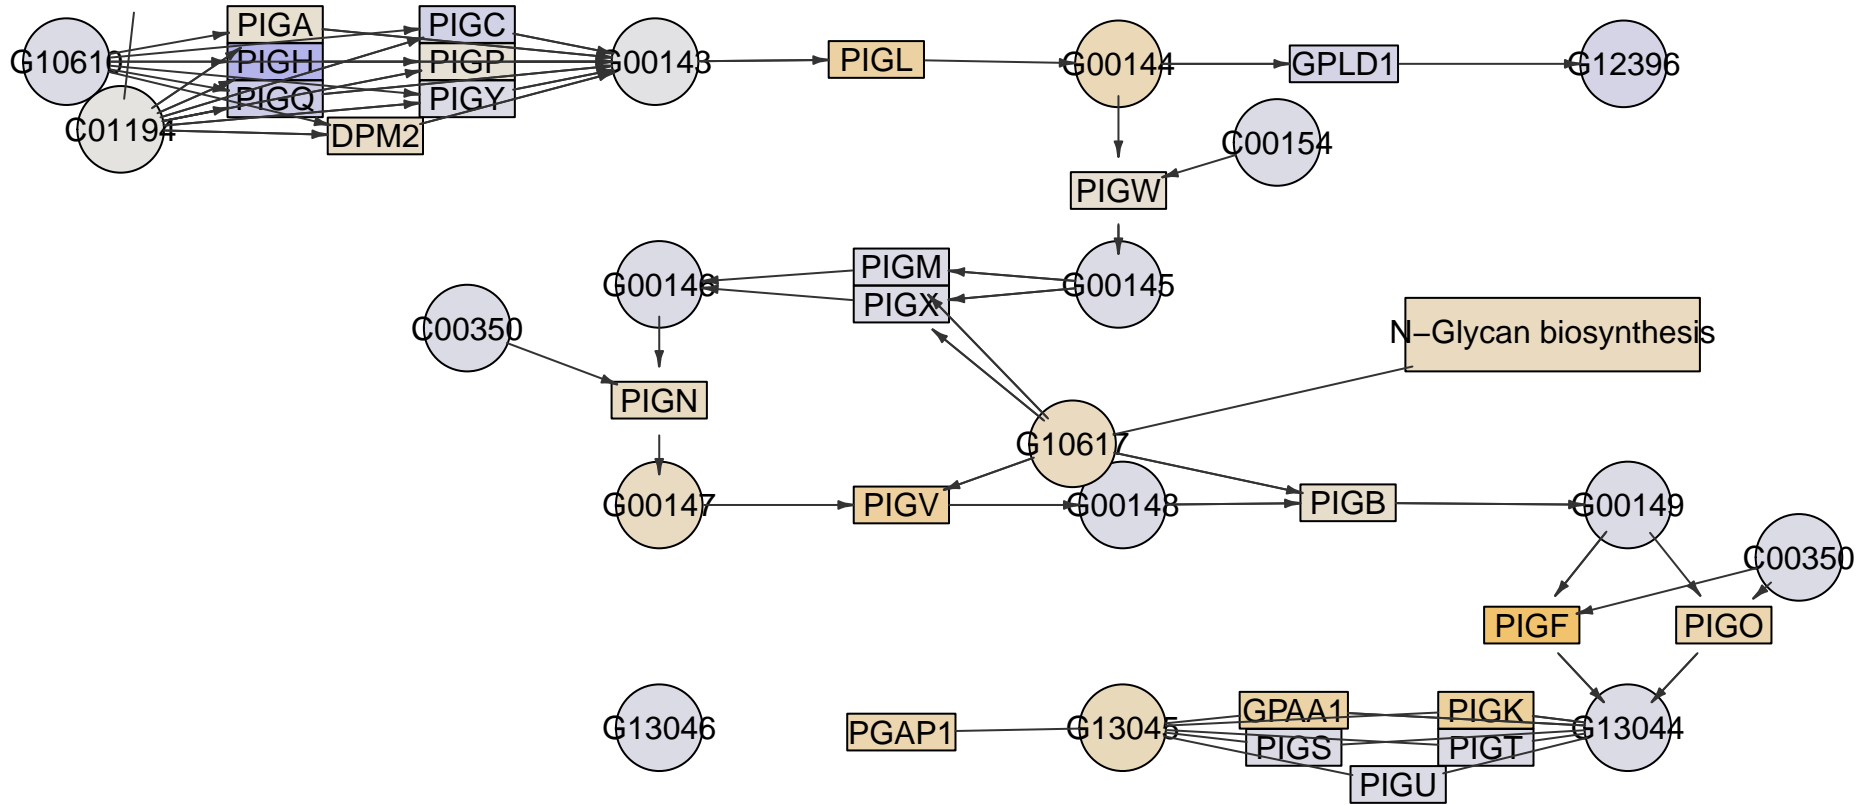 PIGA
PIGC
G10610
PIGH
PIGP
G00143
PIGL
G00144
GPLD1
G12396
PIGQ
PIGY
C01194
DPM2
C00154
PIGW
PIGM
G00146
G00145
PIGX
C00350
N−Glycan biosynthesis
PIGN
G10617
G00147
PIGV
G00148
PIGB
G00149
C00350
PIGF
PIGO
GPAA1
PIGK
G13046
PGAP1
G13045
G13044
PIGS
PIGT
PIGU